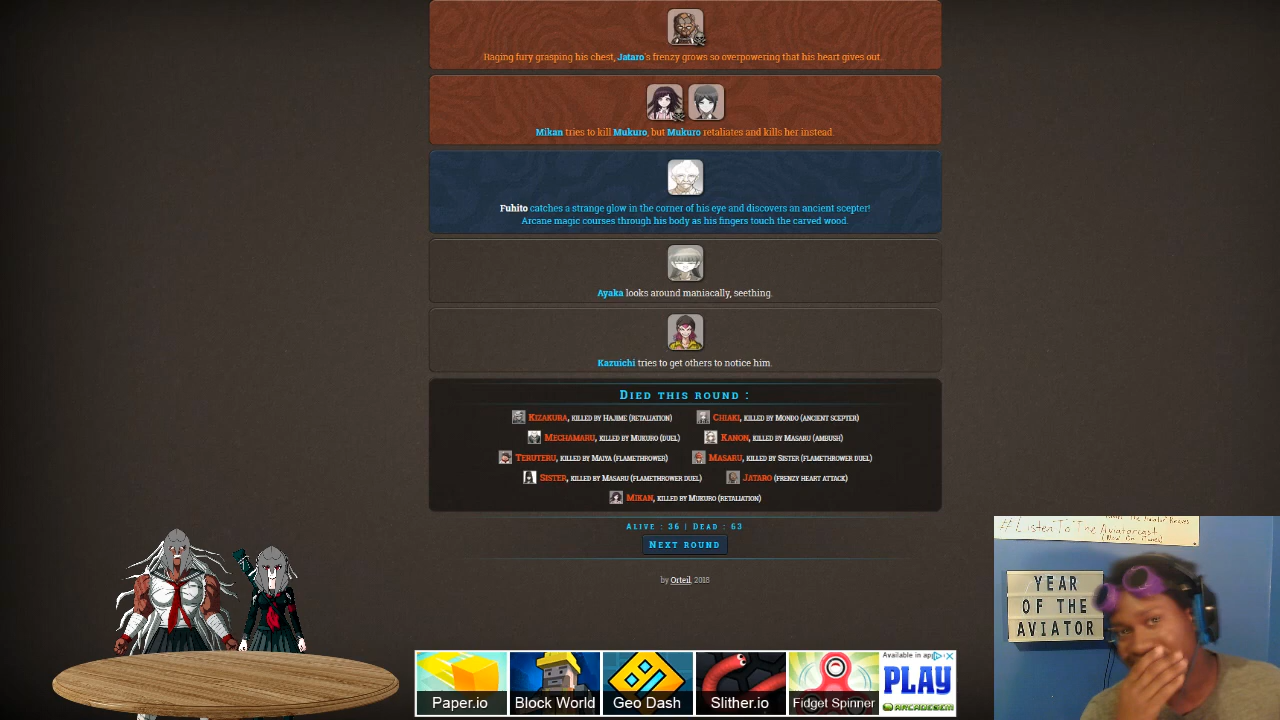 Raging fury grasping his chest, Jataro's frenzy grows so overpowering that his heart gives out.
Mikan tries to kill Mukuro, but Mukuro retaliates and kills her instead.
Fuhito catches a strange glow in the corner of his eye and discovers an ancient scepter!
Arcane magic courses through his body as his fingers touch the carved wood.
Ayaka looks around maniacally, seething.
Kazuichi tries to get others to notice him.
Died this round :
Kizakura, killed by Hajime (retaliation) Chiaki, killed by Mondo (ancient scepter)
Mechamaru, killed by Mukuro (duel) Kanon, killed by Masaru (ambush)
Teruteru, killed by Maiya (flamethrower) Masaru, killed by Sister (flamethrower duel)
Sister, killed by Masaru (flamethrower duel) Jataro (frenzy heart attack)
Mikan, killed by Mukuro (retaliation)
Alive : 36 | Dead : 63
Next round
by Orteil, 2018
#ListenToTheAviatorcast
YEAR
OF THE
AVIATOR
Paper.io
Block World
Geo Dash
Slither.io
Fidget Spinner
Available in
PLAY